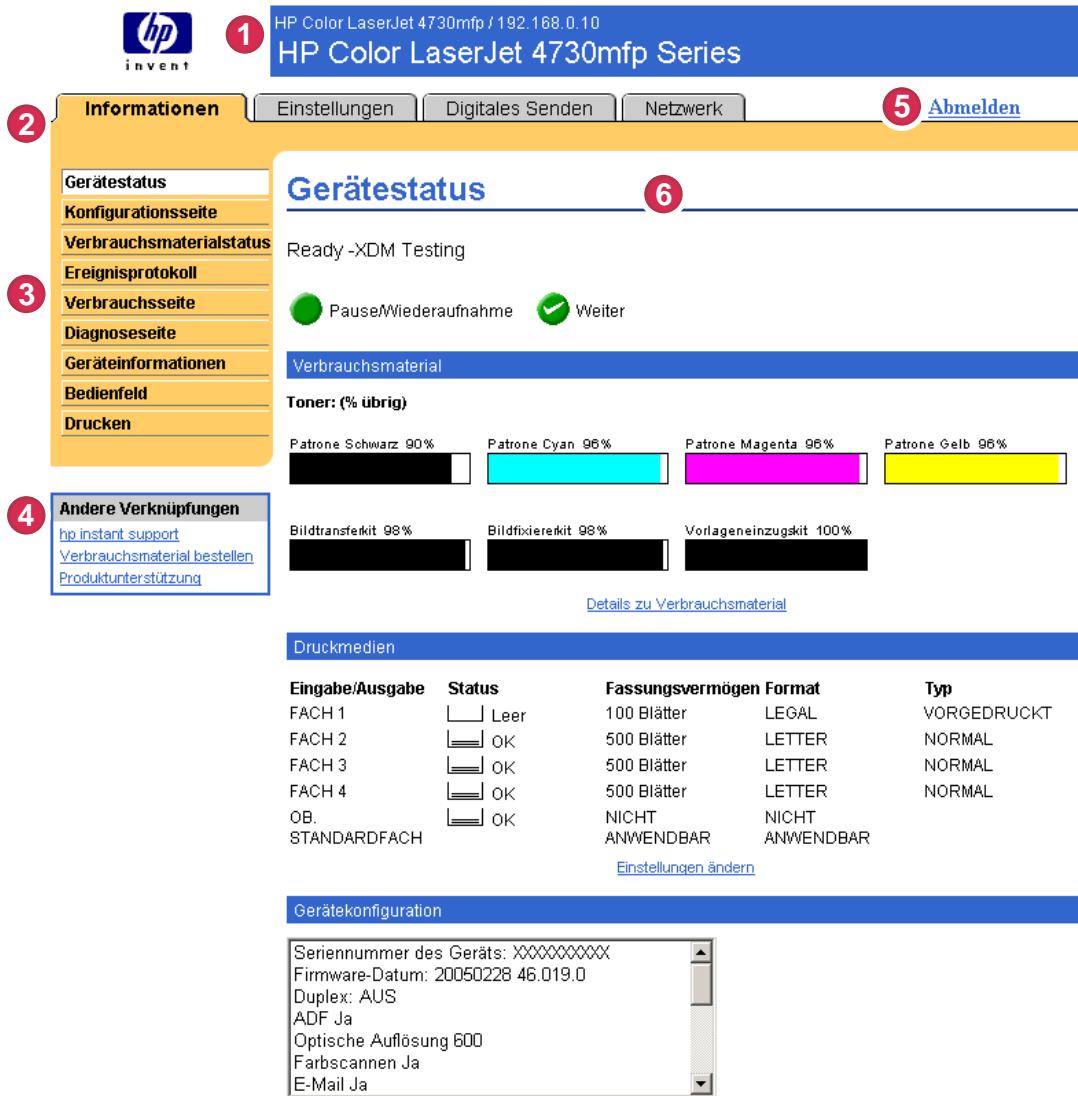 hp
invent
1
HP Color LaserJet 4730mfp / 192.168.0.10
HP Color LaserJet 4730mfp Series
2
Informationen
Einstellungen
Digitales Senden
Netzwerk
5
Abmelden
3
Gerätestatus
Konfigurationsseite
Verbrauchsmaterialstatus
Ereignisprotokoll
Verbrauchsseite
Diagnoseseite
Geräteinformationen
Bedienfeld
Drucken
4
Andere Verknüpfungen
hp instant support
Verbrauchsmaterial bestellen
Produktunterstützung
Gerätestatus
6
Ready -XDM Testing
Pause/Wiederaufnahme
Weiter
Verbrauchsmaterial
Toner: (% übrig)
Patrone Schwarz 90%
Patrone Cyan 96%
Patrone Magenta 96%
Patrone Gelb 96%
Bildtransferkit 98%
Bildfixiererkit 98%
Vorlageneinzugskit 100%
Details zu Verbrauchsmaterial
Druckmedien
Eingabe/Ausgabe Status Fassungsvermögen Format Typ
FACH 1 Leer 100 Blätter LEGAL VORGEDRUCKT
FACH 2 OK 500 Blätter LETTER NORMAL
FACH 3 OK 500 Blätter LETTER NORMAL
FACH 4 OK 500 Blätter LETTER NORMAL
OB. OK NICHT NICHT
STANDARDFACH ANWENDBAR ANWENDBAR
Einstellungen ändern
Gerätekonfiguration
Seriennummer des Geräts: XXXXXXXXXX
Firmware-Datum: 20050228 46.019.0
Duplex: AUS
ADF Ja
Optische Auflösung 600
Farbscannen Ja
E-Mail Ja